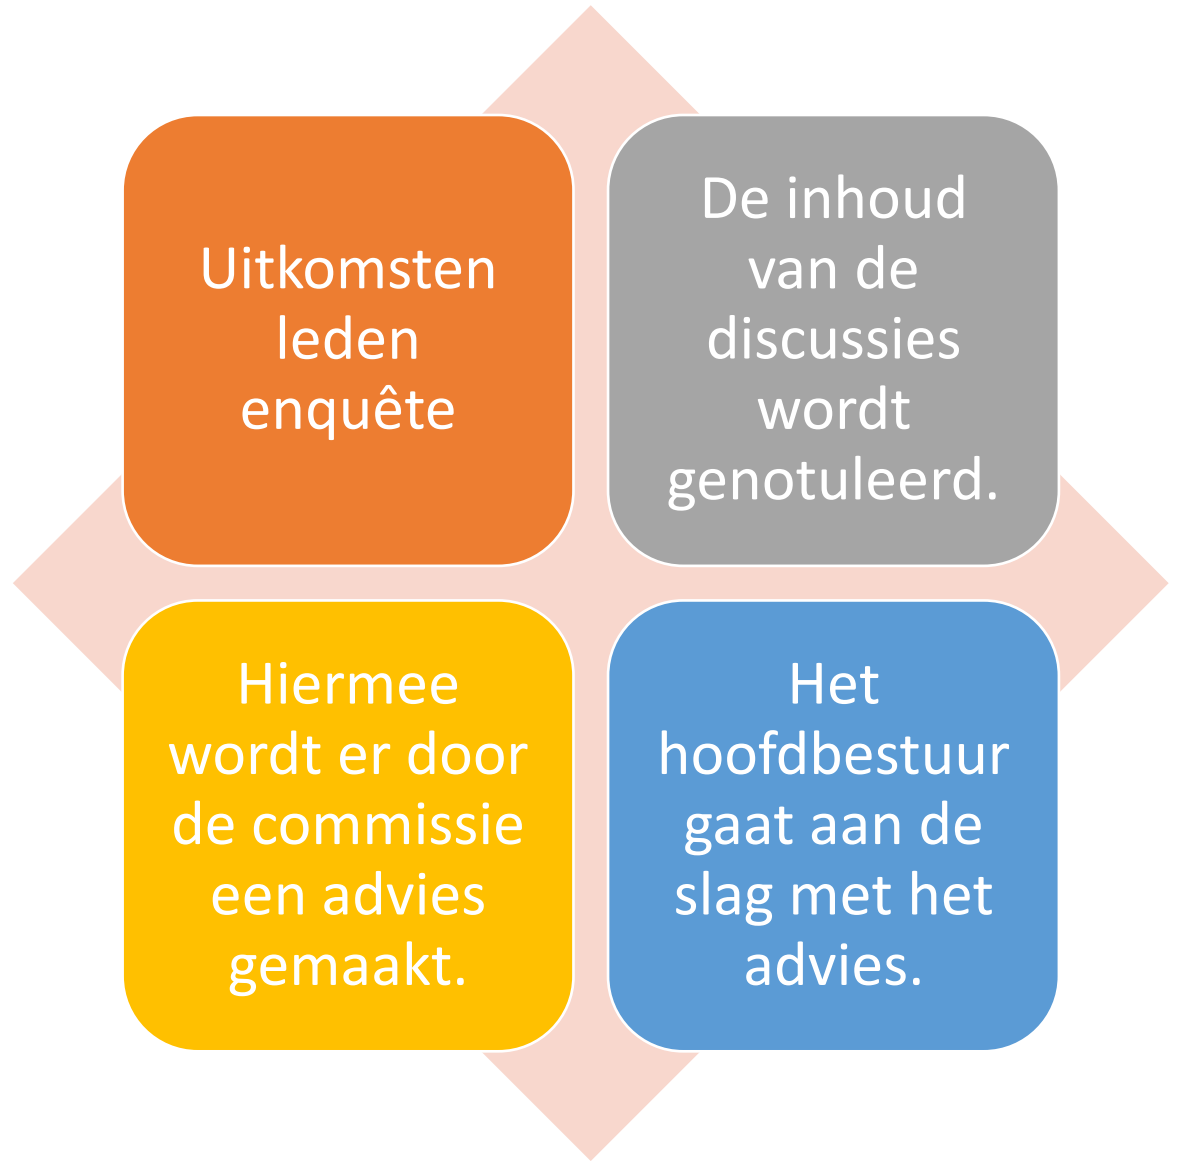 Uitkomsten
leden
enquête
De inhoud
van de
discussies
wordt
genotuleerd.
Hiermee
wordt er door
de commissie
een advies
gemaakt.
Het
hoofdbestuur
gaat aan de
slag met het
advies.